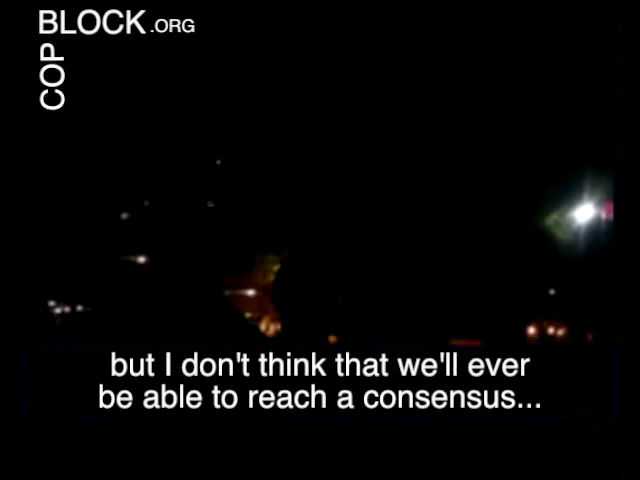 BLOCK.ORG
COP
but I don't think that we'll ever
be able to reach a consensus...